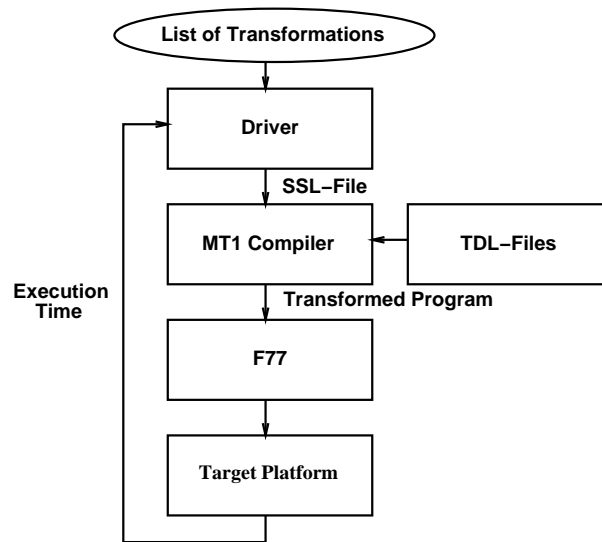 List of Transformations
Driver
SSL–File
MT1 Compiler
TDL–Files
Execution
Time
Transformed Program
F77
Target Platform